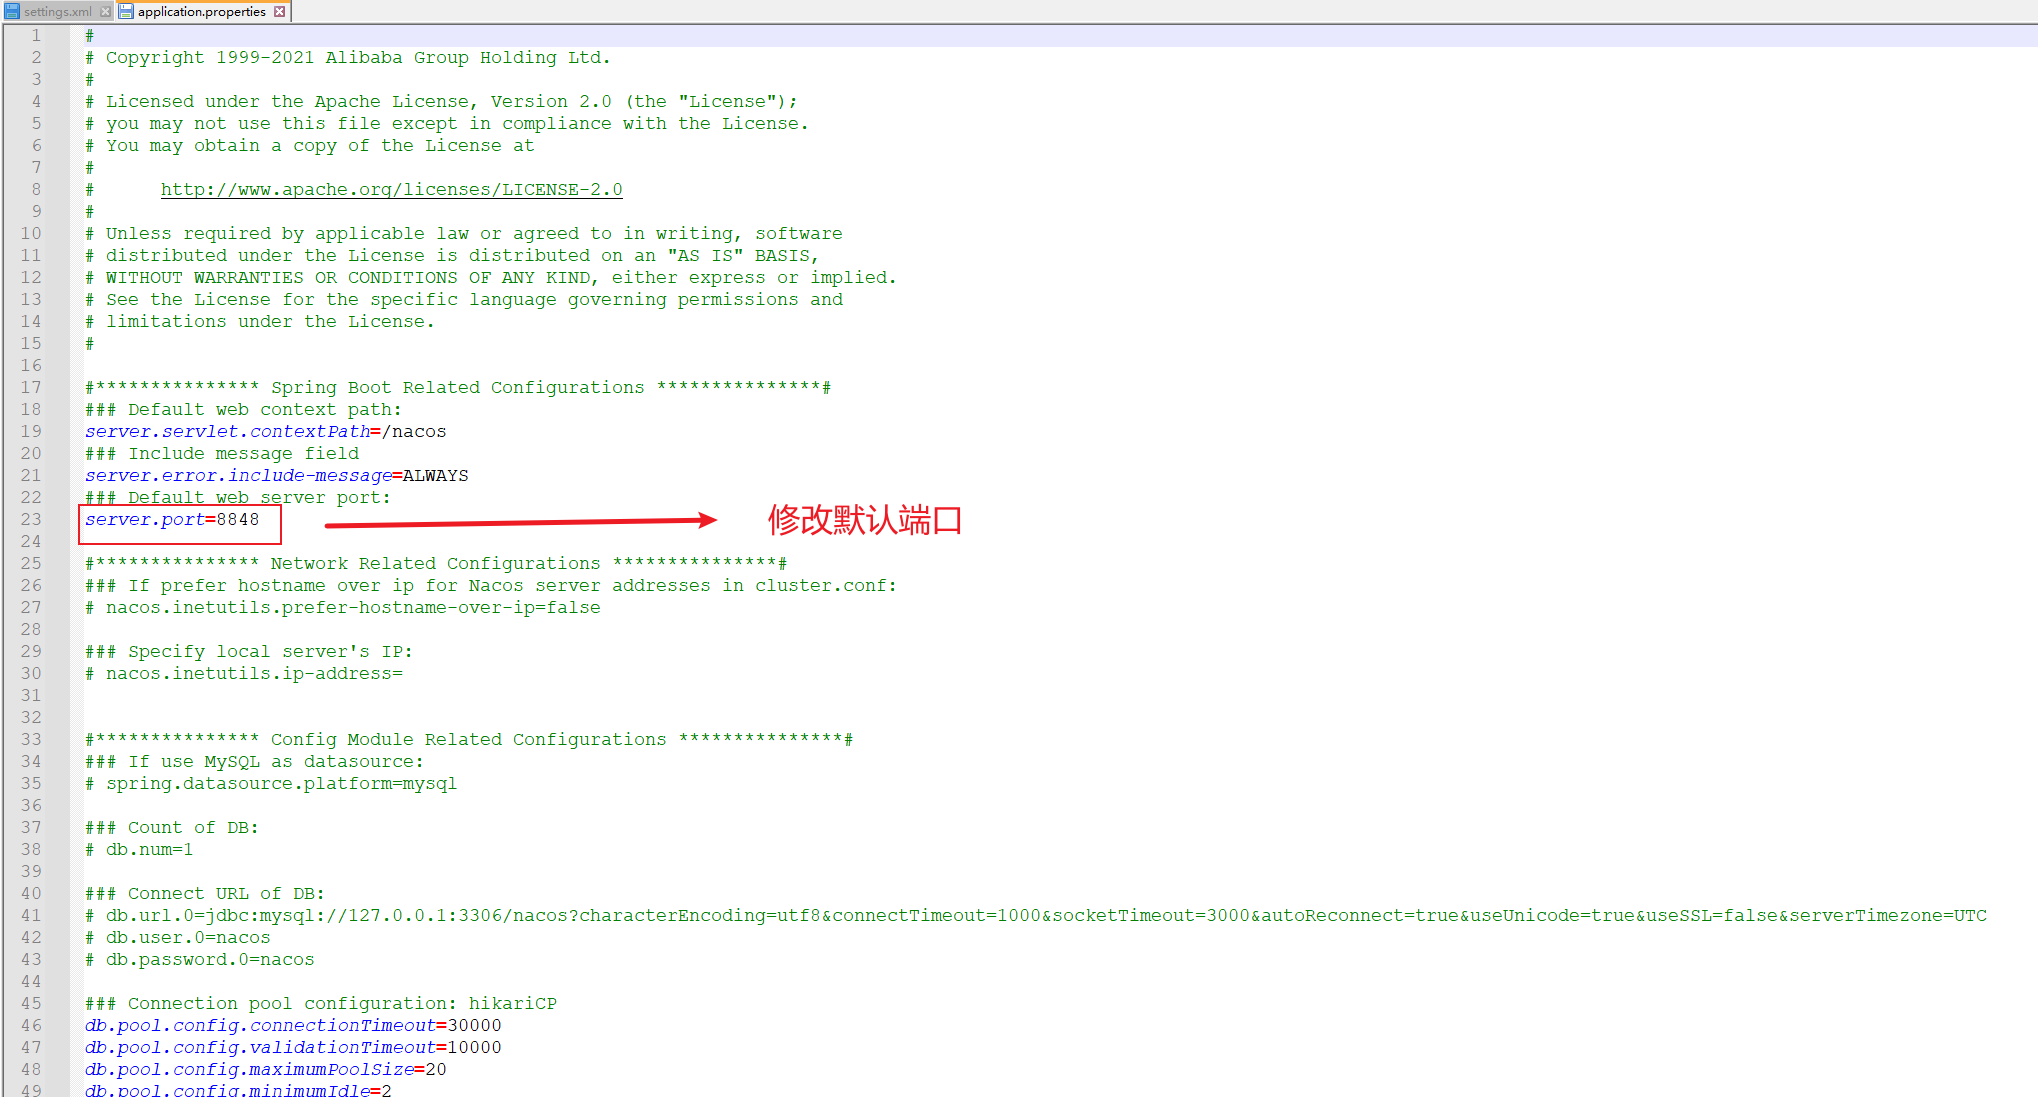 settings.xml application.properties
1 #
2 # Copyright 1999-2021 Alibaba Group Holding Ltd.
3 #
4 # Licensed under the Apache License, Version 2.0 (the "License");
5 # you may not use this file except in compliance with the License.
6 # You may obtain a copy of the License at
7 #
8 #      http://www.apache.org/licenses/LICENSE-2.0
9 #
10 # Unless required by applicable law or agreed to in writing, software
11 # distributed under the License is distributed on an "AS IS" BASIS,
12 # WITHOUT WARRANTIES OR CONDITIONS OF ANY KIND, either express or implied.
13 # See the License for the specific language governing permissions and
14 # limitations under the License.
15 #
16
17 #*************** Spring Boot Related Configurations ***************#
18 ### Default web context path:
19 server.servlet.contextPath=/nacos
20 ### Include message field
21 server.error.include-message=ALWAYS
22 ### Default web server port:
23 server.port=8848 修改默认端口
24
25 #*************** Network Related Configurations ***************#
26 ### If prefer hostname over ip for Nacos server addresses in cluster.conf:
27 # nacos.inetutils.prefer-hostname-over-ip=false
28
29 ### Specify local server's IP:
30 # nacos.inetutils.ip-address=
31
32
33 #*************** Config Module Related Configurations ***************#
34 ### If use MySQL as datasource:
35 # spring.datasource.platform=mysql
36
37 ### Count of DB:
38 # db.num=1
39
40 ### Connect URL of DB:
41 # db.url.0=jdbc:mysql://127.0.0.1:3306/nacos?characterEncoding=utf8&connectTimeout=1000&socketTimeout=3000&autoReconnect=true&useUnicode=true&useSSL=false&serverTimezone=UTC
42 # db.user.0=nacos
43 # db.password.0=nacos
44
45 ### Connection pool configuration: hikariCP
46 db.pool.config.connectionTimeout=30000
47 db.pool.config.validationTimeout=10000
48 db.pool.config.maximumPoolSize=20
49 db.pool.config.minimumIdle=2